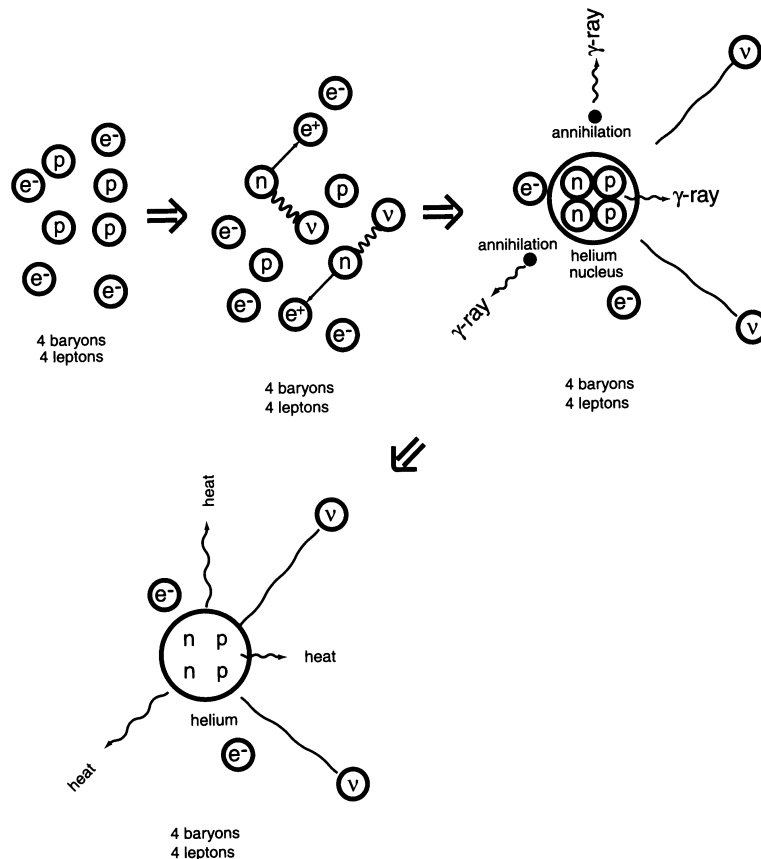 e⁻
p
e⁻
p
p
p
e⁻
e⁻
4 baryons
4 leptons
⇒
e⁻
e⁺
n
p
ν
ν
e⁻
p
n
e⁻
e⁺
e⁻
4 baryons
4 leptons
⇒
γ-ray
ν
annihilation
e⁻
n p
γ-ray
n p
annihilation
helium
nucleus
γ-ray
e⁻
ν
4 baryons
4 leptons
heat
ν
e⁻
n p
heat
n p
helium
heat
e⁻
ν
4 baryons
4 leptons